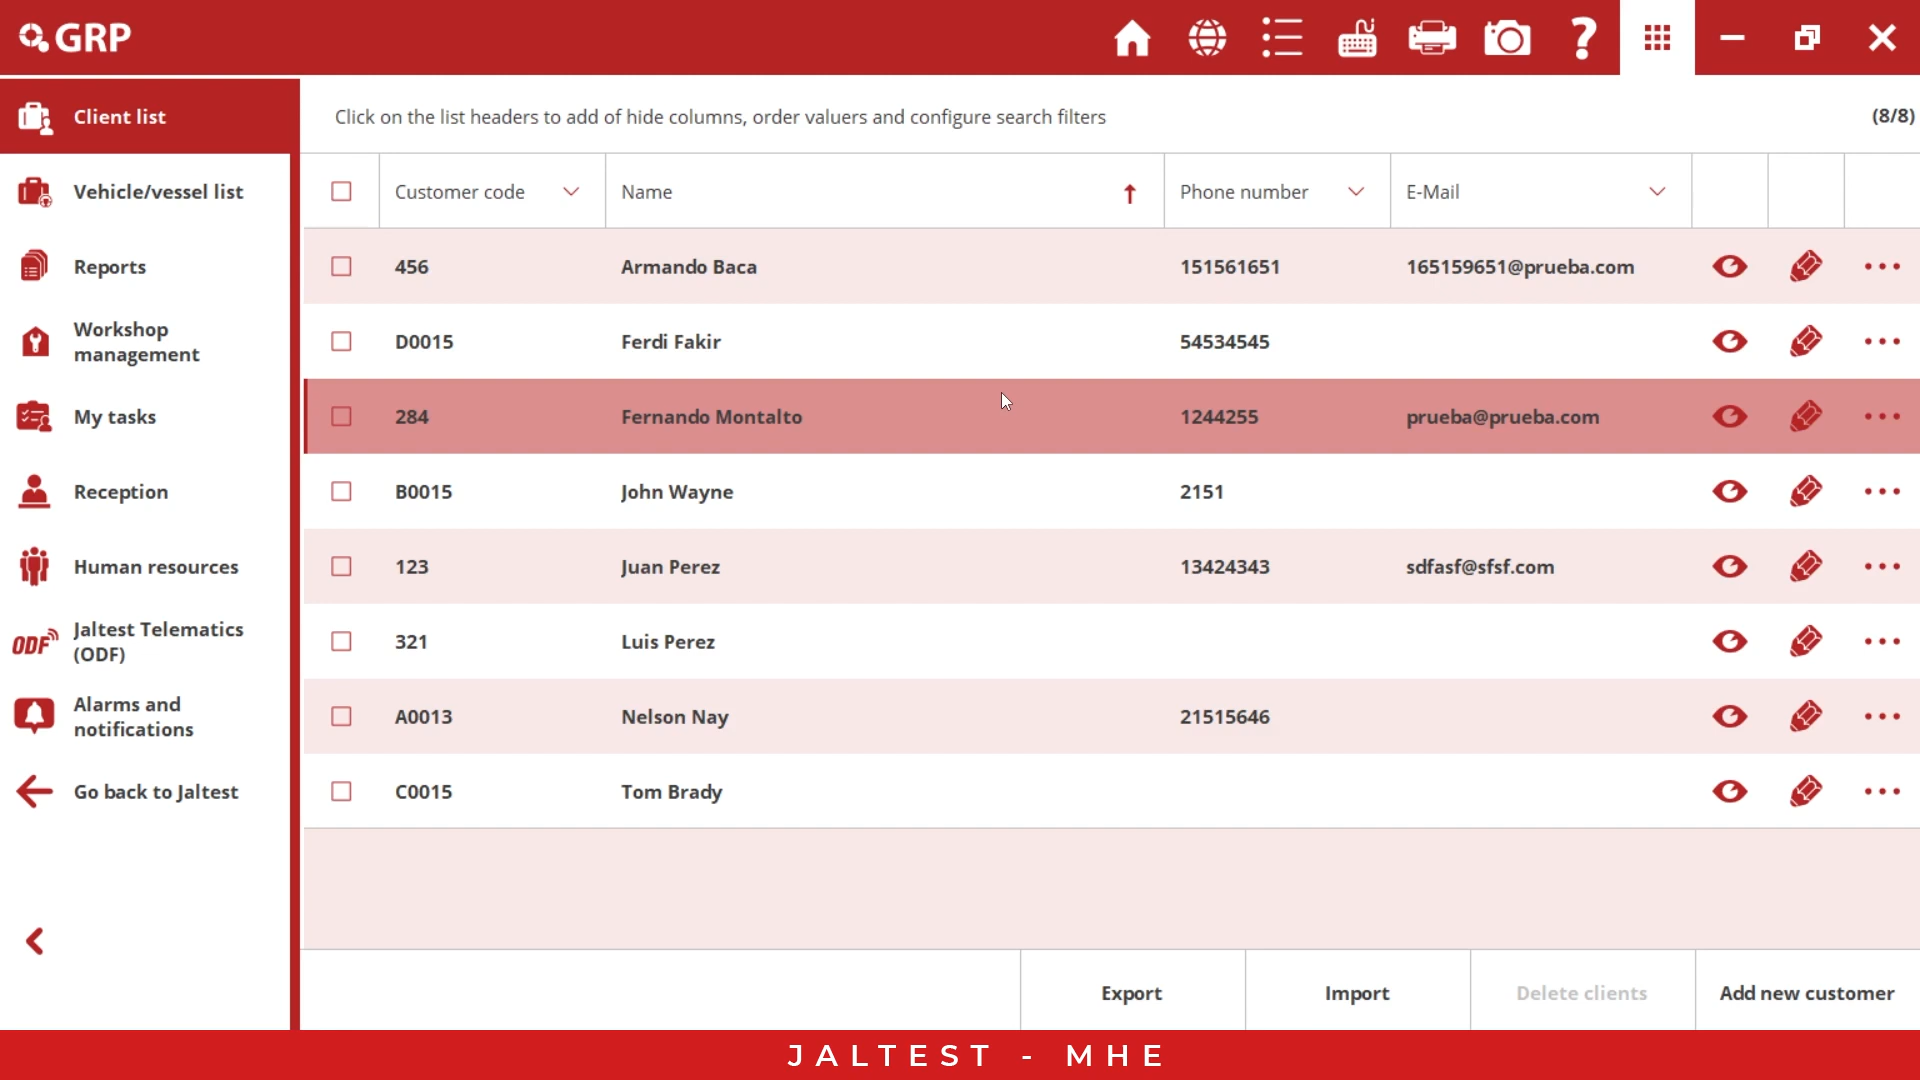 GRP
Client list
Click on the list headers to add of hide columns, order valuers and configure search filters
(8/8)
Vehicle/vessel list
Customer code Name Phone number E-Mail
Reports
456 Armando Baca 151561651 165159651@prueba.com
Workshop
management
D0015 Ferdi Fakir 54534545
My tasks
284 Fernando Montalto 1244255 prueba@prueba.com
Reception
B0015 John Wayne 2151
Human resources
123 Juan Perez 13424343 sdfasf@sfsf.com
ODF Jaltest Telematics
(ODF)
321 Luis Perez
Alarms and
notifications
A0013 Nelson Nay 21515646
Go back to Jaltest
C0015 Tom Brady
Export Import Delete clients Add new customer
JALTEST - MHE